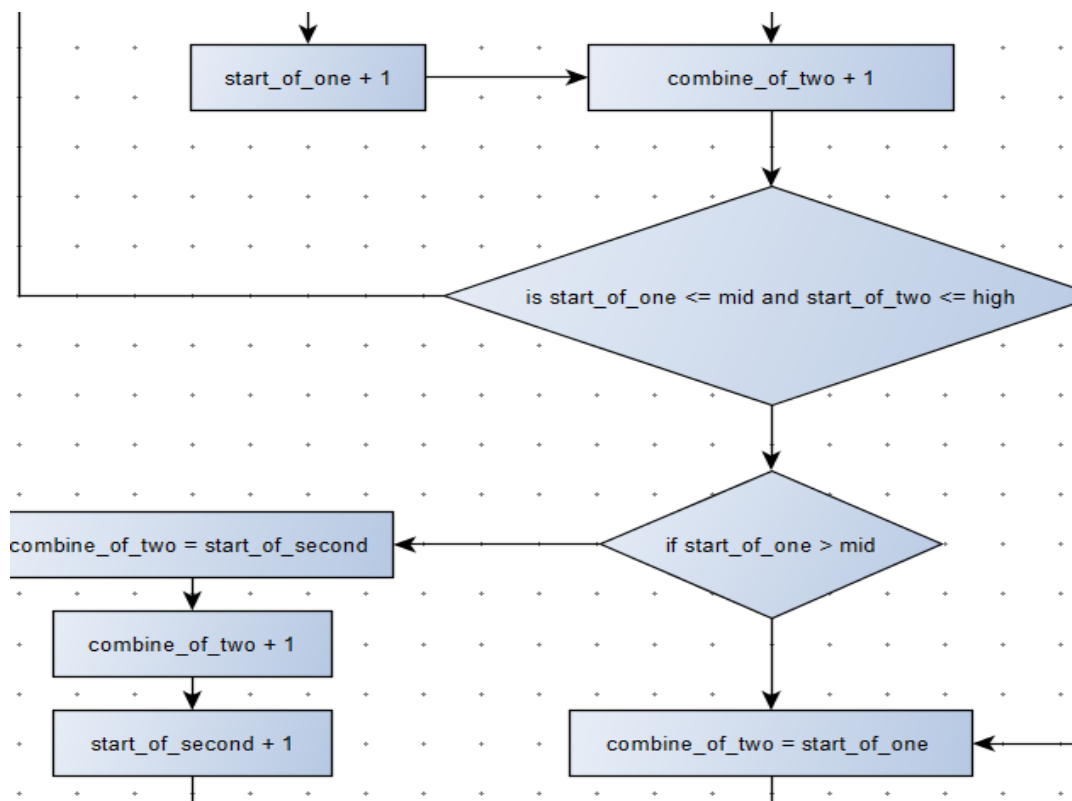 start_of_one + 1
combine_of_two + 1
is start_of_one <= mid and start_of_two <= high
if start_of_one > mid
combine_of_two = start_of_second
combine_of_two + 1
start_of_second + 1
combine_of_two = start_of_one